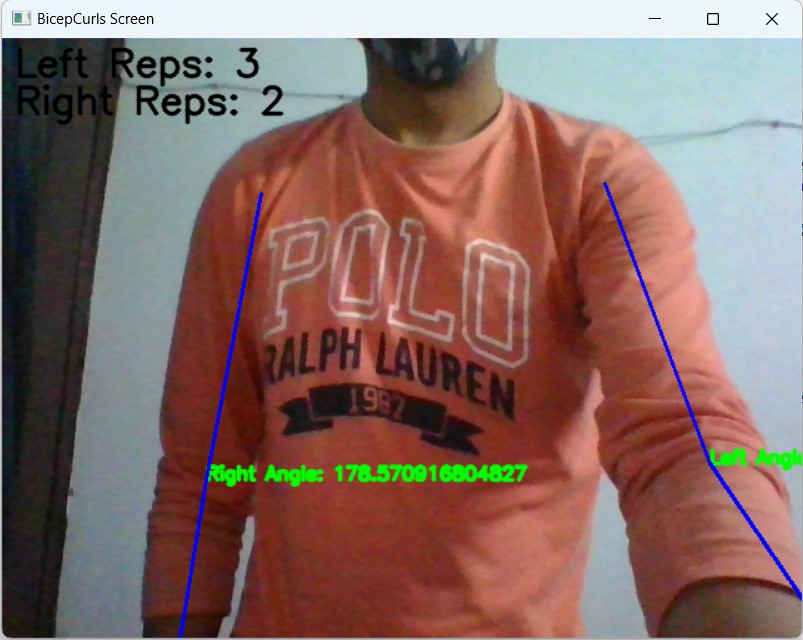 BicepCurls Screen
Left Reps: 3
Right Reps: 2
POLO
RALPH LAUREN
1967
Left Angle
Right Angle: 178.570916804827